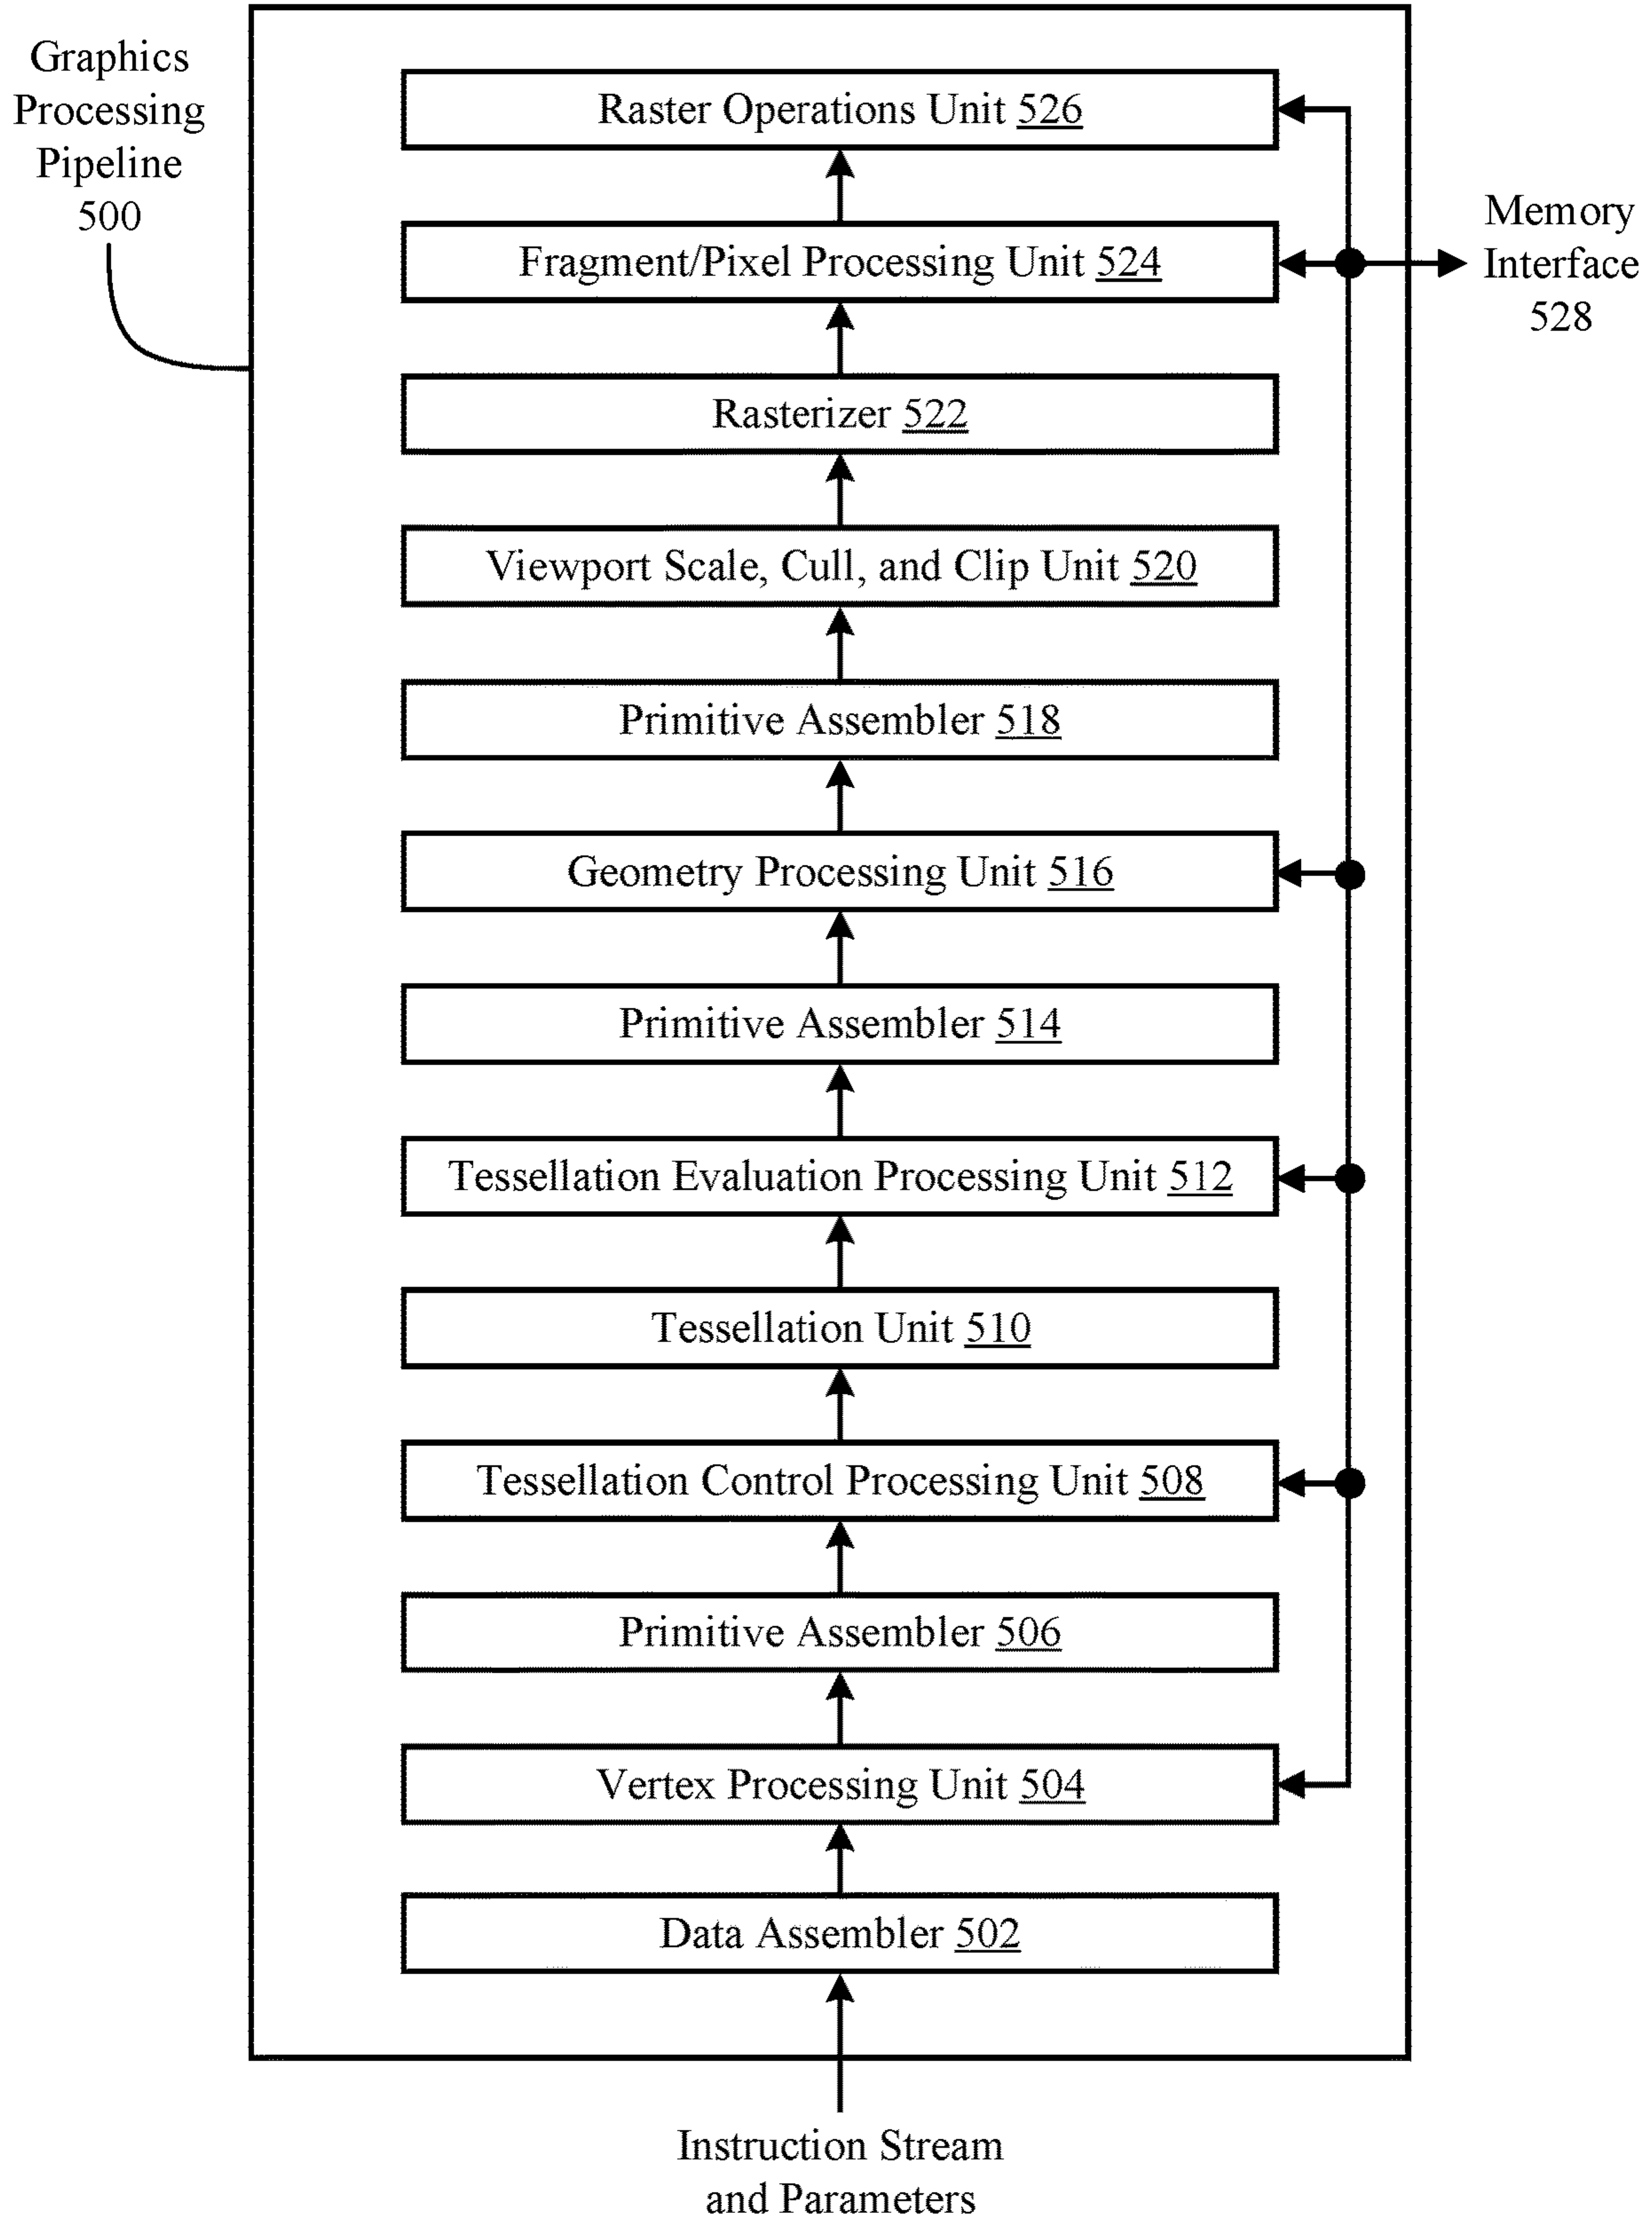 Graphics
Processing
Pipeline
500
Raster Operations Unit 526
Fragment/Pixel Processing Unit 524
Memory
Interface
528
Rasterizer 522
Viewport Scale, Cull, and Clip Unit 520
Primitive Assembler 518
Geometry Processing Unit 516
Primitive Assembler 514
Tessellation Evaluation Processing Unit 512
Tessellation Unit 510
Tessellation Control Processing Unit 508
Primitive Assembler 506
Vertex Processing Unit 504
Data Assembler 502
Instruction Stream
and Parameters